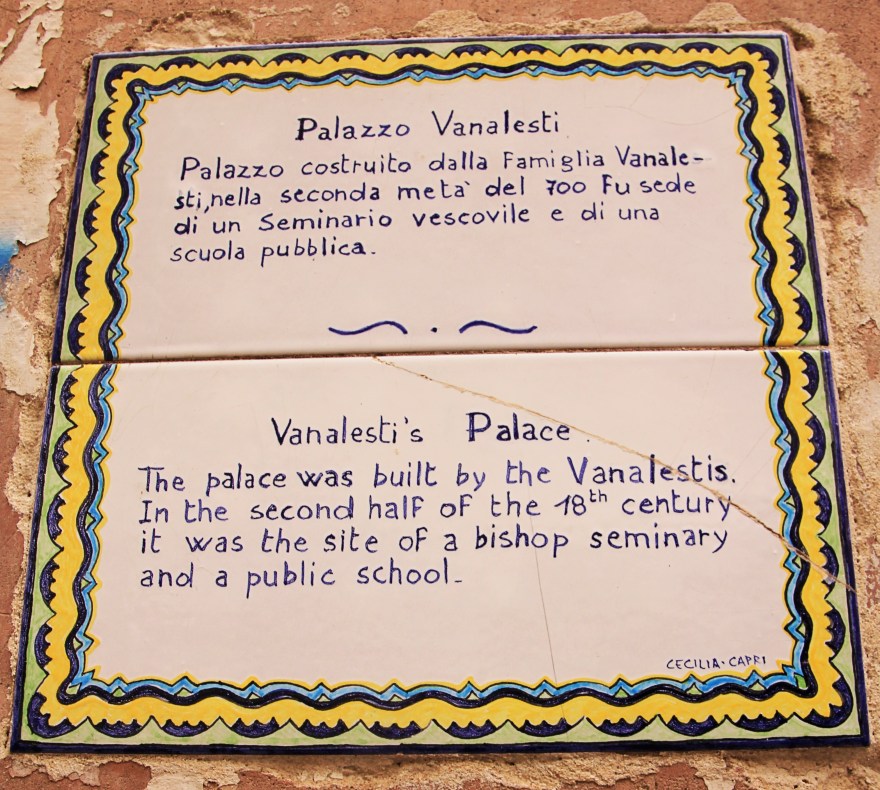 Palazzo Vanalesti
Palazzo costruito dalla Famiglia Vanale-
sti,nella seconda metà del 700 Fu sede
di un Seminario vescovile e di una
scuola pubblica.
Vanalesti's Palace.
The palace was built by the Vanalestis.
In the second half of the 18th century
it was the site of a bishop seminary
and a public school.
CECILIA·CAPRI